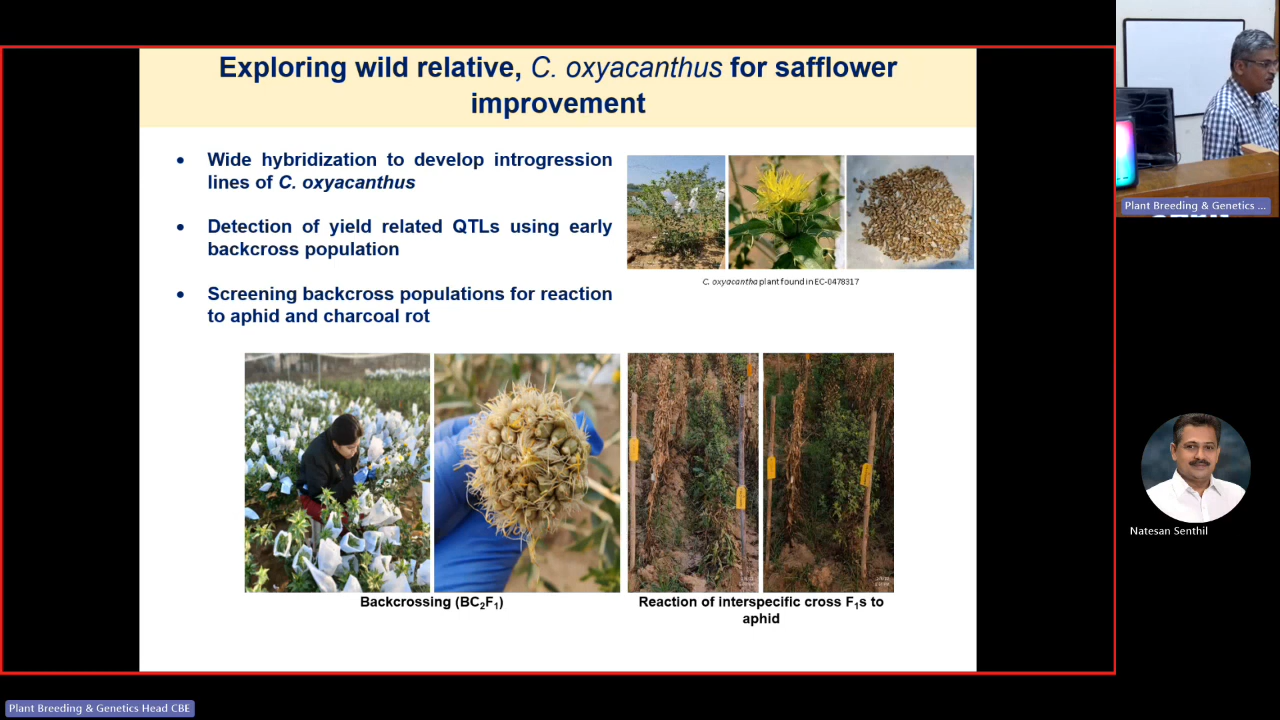 Exploring wild relative, C. oxyacanthus for safflower
improvement
• Wide hybridization to develop introgression
lines of C. oxyacanthus
• Detection of yield related QTLs using early
backcross population
• Screening backcross populations for reaction
to aphid and charcoal rot
C. oxyacantha plant found in EC-0478317
Backcrossing (BC₂F₁)
Reaction of interspecific cross F₁s to
aphid
Plant Breeding & Genetics ...
Natesan Senthil
Plant Breeding & Genetics Head CBE